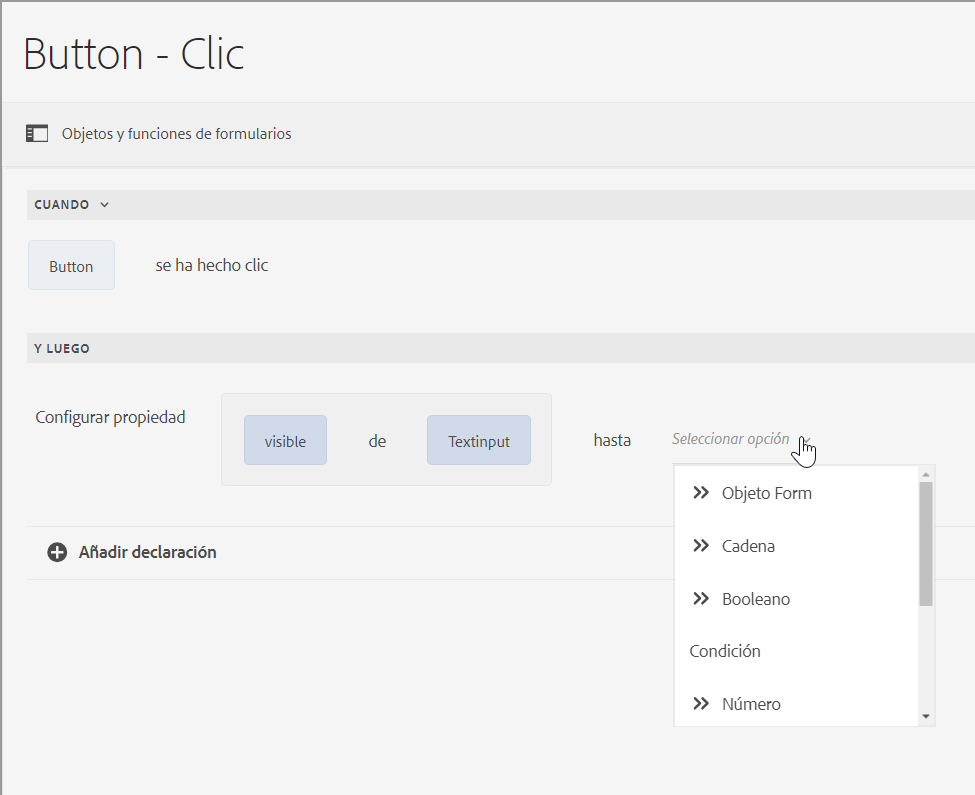 Button - Clic
Objetos y funciones de formularios
CUANDO
Button se ha hecho clic
Y LUEGO
Configurar propiedad visible de Textinput hasta Seleccionar opción
Objeto Form
Cadena
Booleano
Condición
Número
Añadir declaración